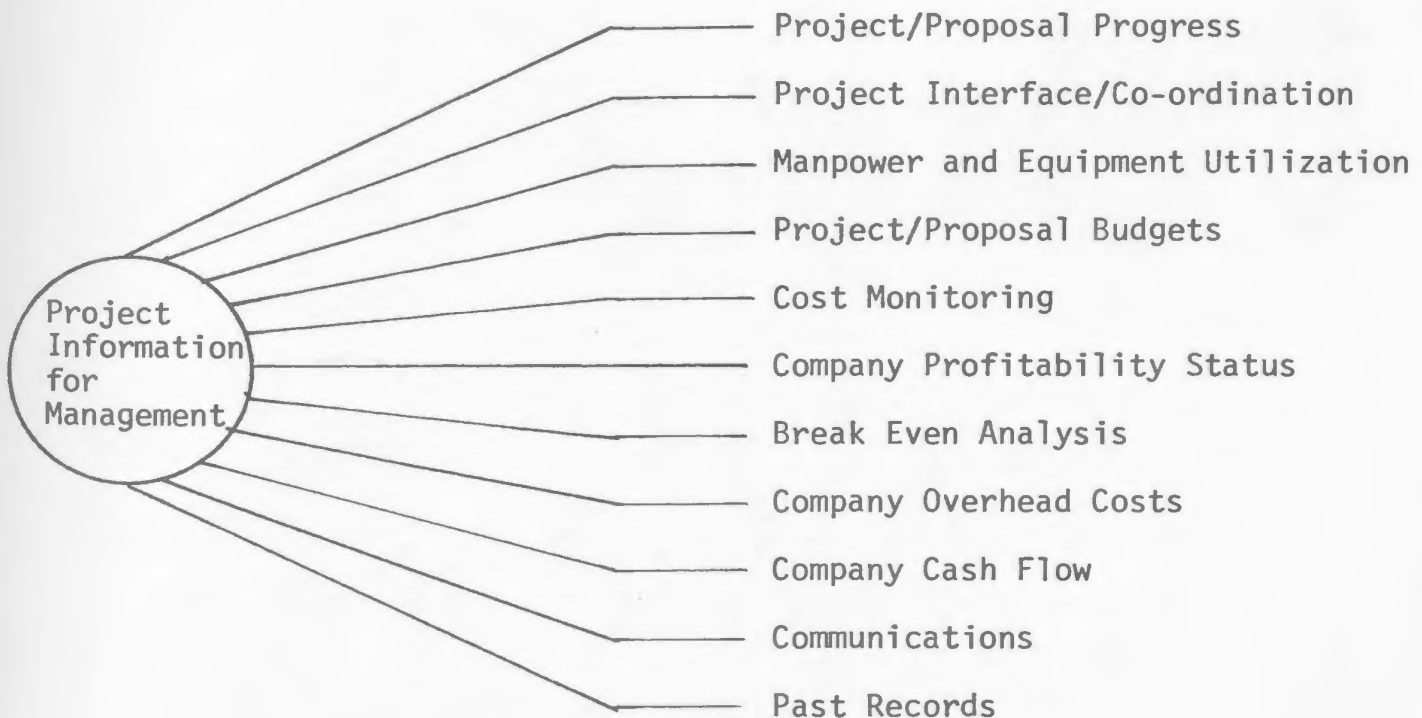 Project/Proposal Progress
Project Interface/Co-ordination
Manpower and Equipment Utilization
Project/Proposal Budgets
Cost Monitoring
Project
Information
for
Management
Company Profitability Status
Break Even Analysis
Company Overhead Costs
Company Cash Flow
Communications
Past Records